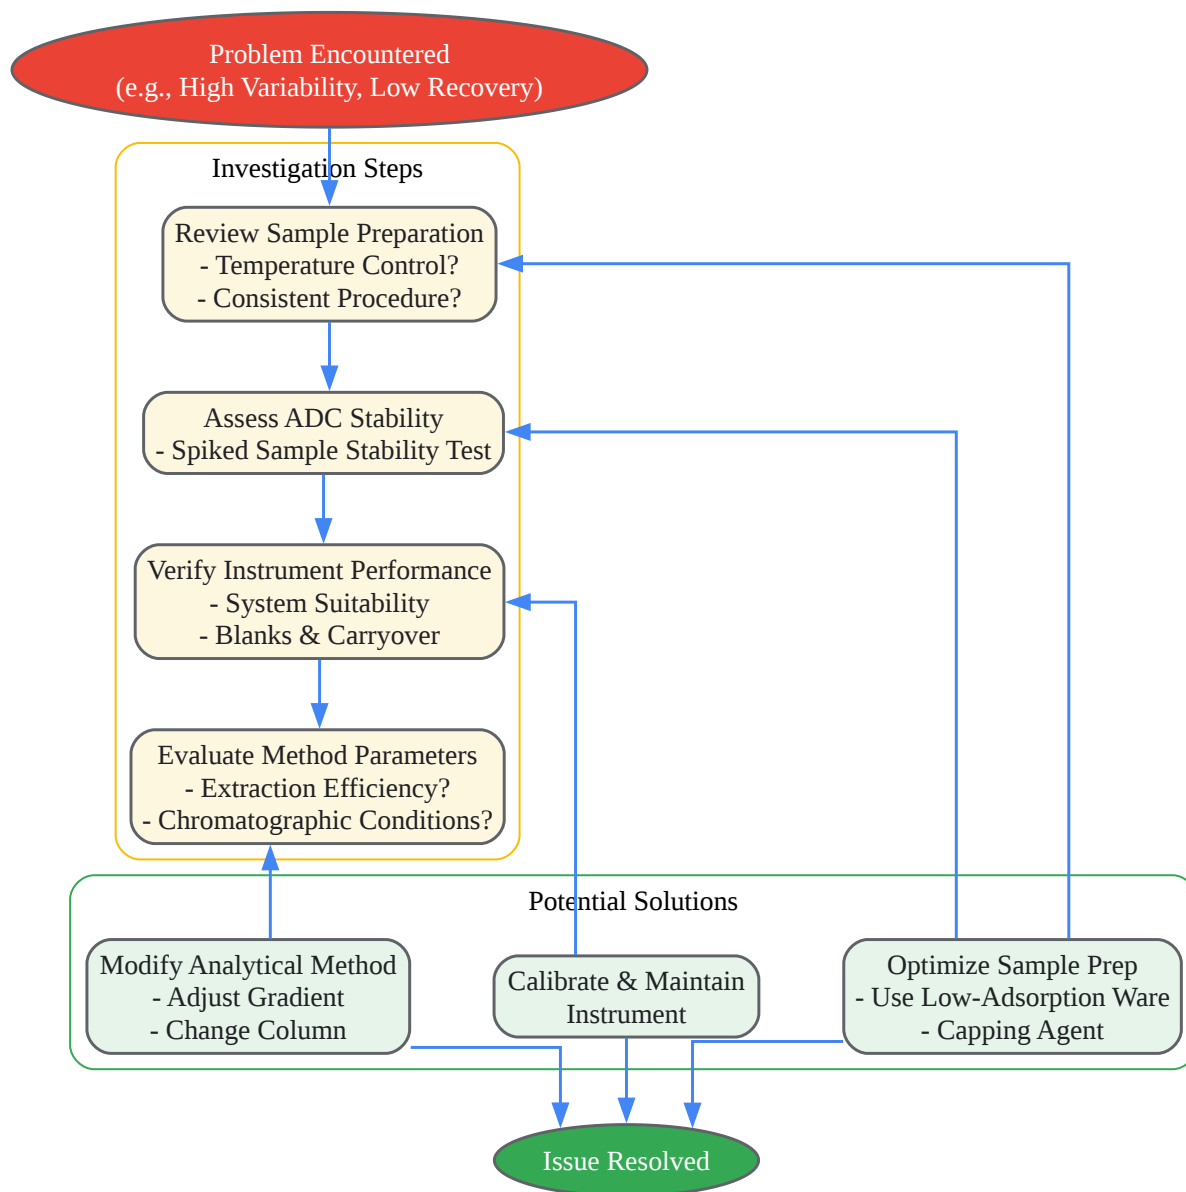 Problem Encountered
(e.g., High Variability, Low Recovery)
Investigation Steps
Review Sample Preparation
- Temperature Control?
- Consistent Procedure?
Assess ADC Stability
- Spiked Sample Stability Test
Verify Instrument Performance
- System Suitability
- Blanks & Carryover
Evaluate Method Parameters
- Extraction Efficiency?
- Chromatographic Conditions?
Potential Solutions
Modify Analytical Method
- Adjust Gradient
- Change Column
Calibrate & Maintain
Instrument
Optimize Sample Prep
- Use Low-Adsorption Ware
- Capping Agent
Issue Resolved